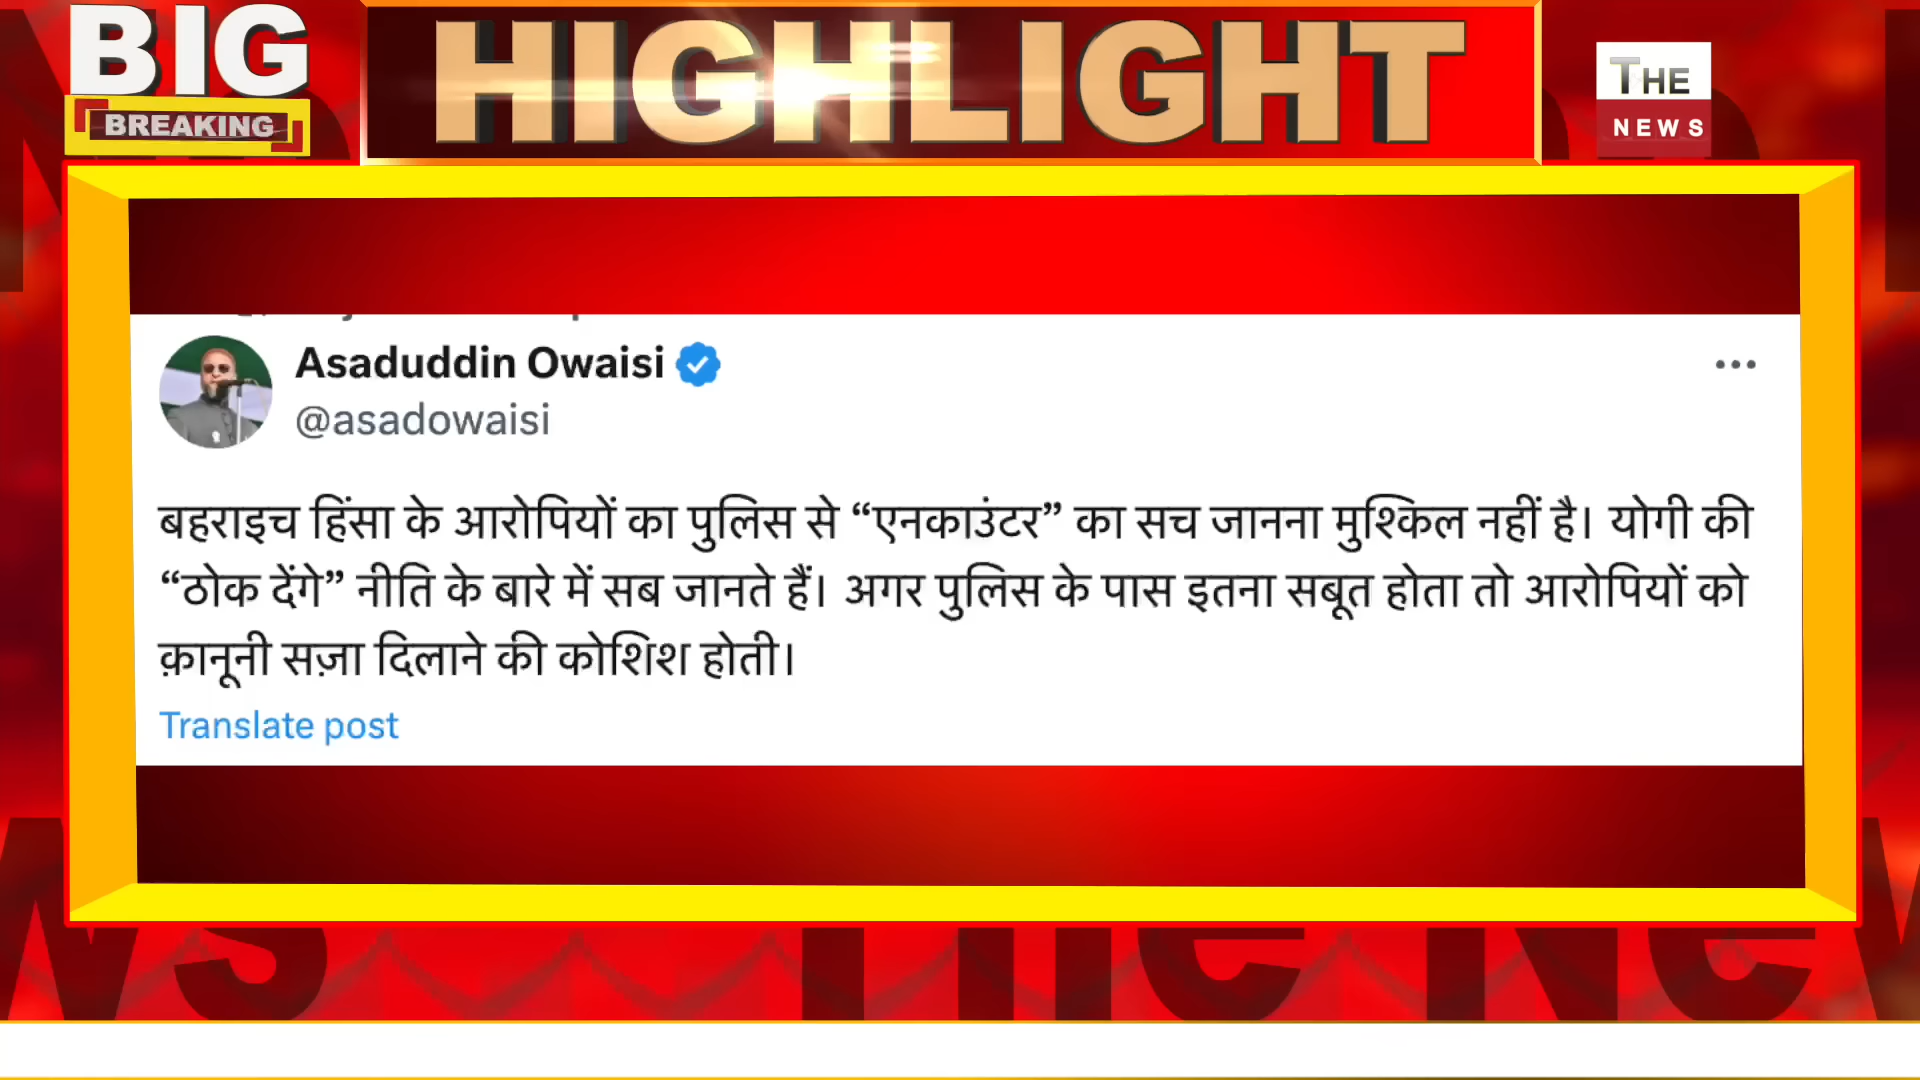 BIG
BREAKING
HIGHLIGHT
THE
NEWS
Asaduddin Owaisi
@asadowaisi
बहराइच हिंसा के आरोपियों का पुलिस से “एनकाउंटर” का सच जानना मुश्किल नहीं है। योगी की
“ठोक देंगे” नीति के बारे में सब जानते हैं। अगर पुलिस के पास इतना सबूत होता तो आरोपियों को
क़ानूनी सज़ा दिलाने की कोशिश होती।
Translate post